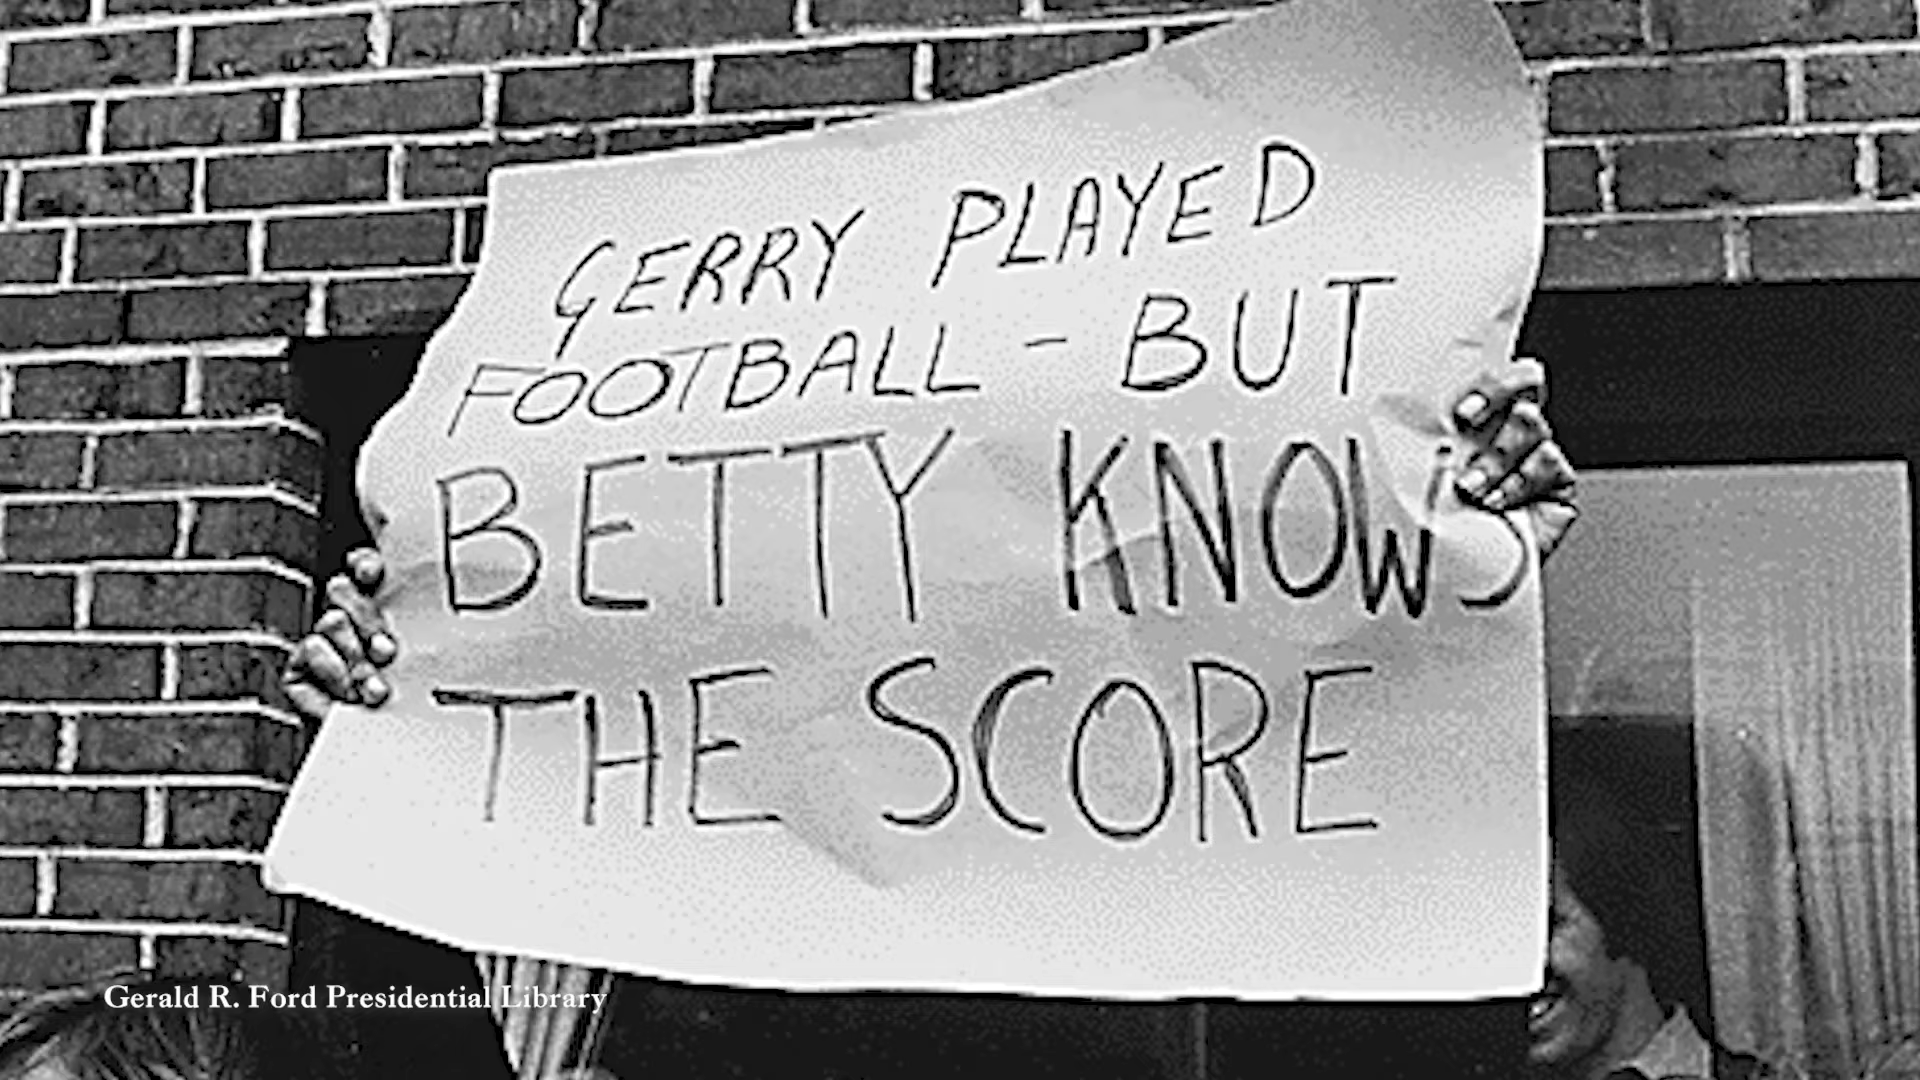 GERRY PLAYED
FOOTBALL - BUT
BETTY KNOWS
THE SCORE
Gerald R. Ford Presidential Library